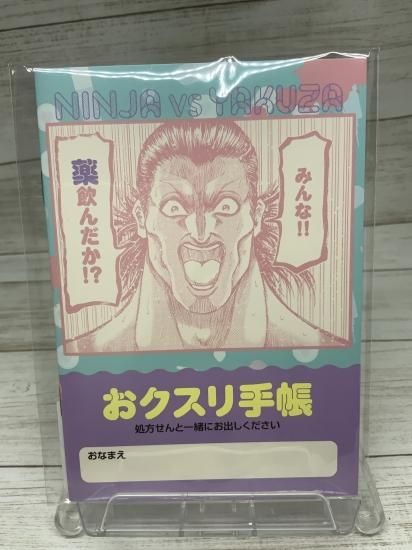 NINJA VS YAKUZA
みんな!!
薬飲んだか!?
おクスリ手帳
処方せんと一緒にお出しください
おなまえ